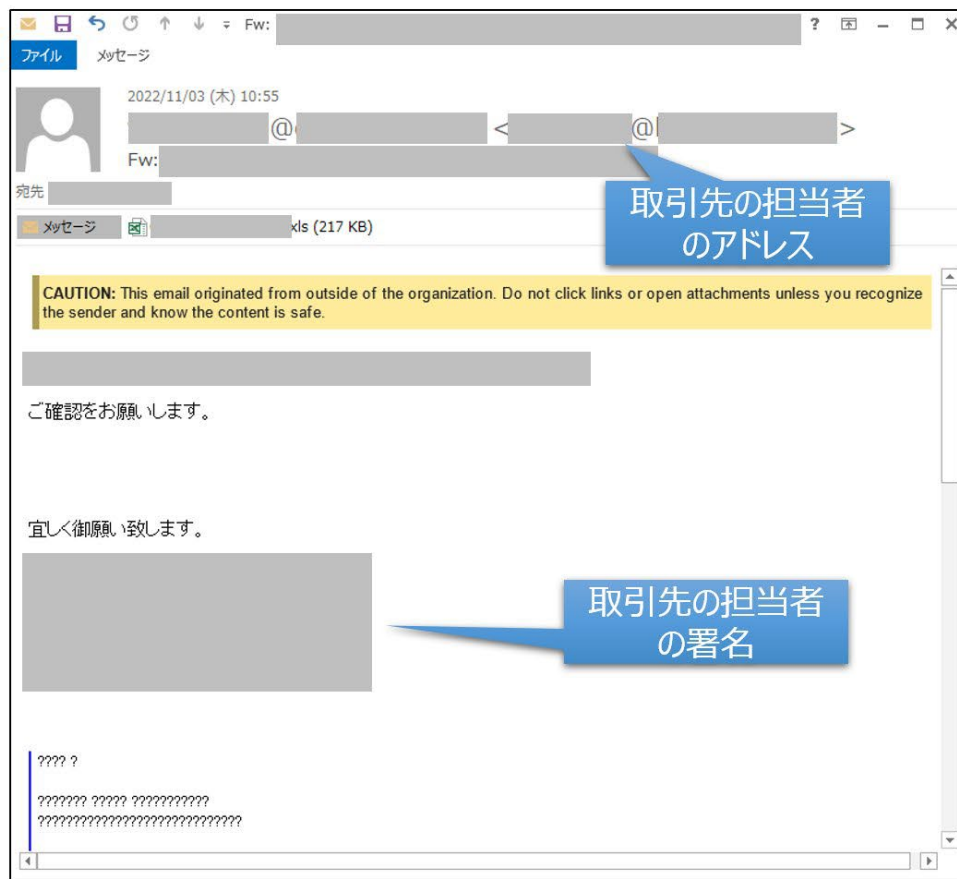 Fw:
?
ファイル メッセージ
2022/11/03 (木) 10:55
@ < @ >
Fw:
宛先
取引先の担当者
のアドレス
メッセージ xls (217 KB)
CAUTION: This email originated from outside of the organization. Do not click links or open attachments unless you recognize
the sender and know the content is safe.
ご確認をお願いします。
宜しく御願い致します。
取引先の担当者
の署名
???? ?
??????? ????? ???????????
?????????????????????????????